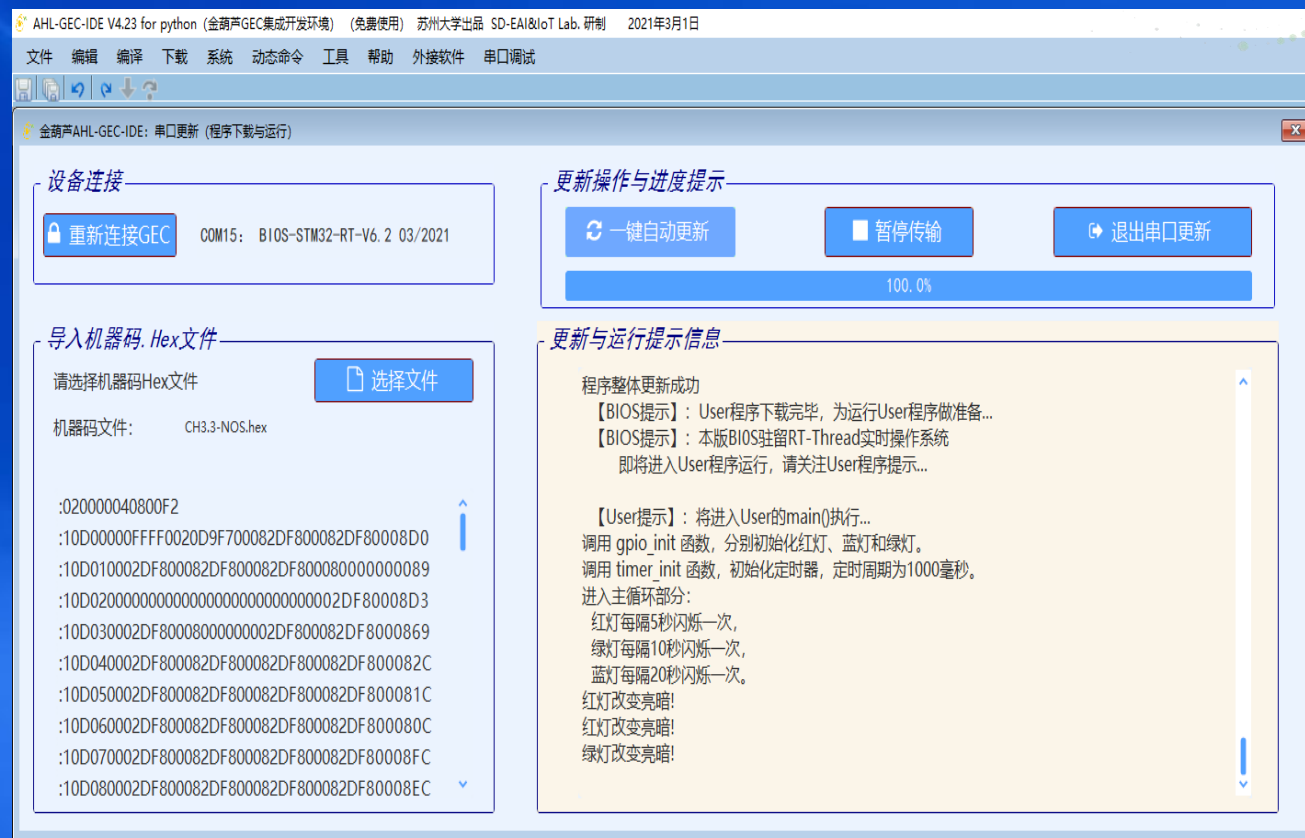 AHL-GEC-IDE V4.23 for python（金葫芦GEC集成开发环境） （免费使用） 苏州大学出品 SD-EAI&IoT Lab. 研制 2021年3月1日
文件 编辑 编译 下载 系统 动态命令 工具 帮助 外接软件 串口调试
金葫芦AHL-GEC-IDE：串口更新（程序下载与运行）
设备连接
重新连接GEC COM15： BIOS-STM32-RT-V6.2 03/2021
更新操作与进度提示
一键自动更新 暂停传输 退出串口更新
100.0%
导入机器码.Hex文件
请选择机器码Hex文件 选择文件
机器码文件： CH3.3-NOS.hex
:020000040800F2
:10D00000FFFF0020D9F700082DF800082DF80008D0
:10D010002DF800082DF800082DF800080000000089
:10D02000000000000000000000000002DF80008D3
:10D030002DF80008000000002DF800082DF8000869
:10D040002DF800082DF800082DF800082DF800082C
:10D050002DF800082DF800082DF800082DF800081C
:10D060002DF800082DF800082DF800082DF800080C
:10D070002DF800082DF800082DF800082DF80008FC
:10D080002DF800082DF800082DF800082DF80008EC
更新与运行提示信息
程序整体更新成功
【BIOS提示】：User程序下载完毕，为运行User程序做准备...
【BIOS提示】：本版BIOS驻留RT-Thread实时操作系统
即将进入User程序运行，请关注User程序提示...
【User提示】：将进入User的main()执行...
调用 gpio_init 函数，分别初始化红灯、蓝灯和绿灯。
调用 timer_init 函数，初始化定时器，定时周期为1000毫秒。
进入主循环部分：
红灯每隔5秒闪烁一次，
绿灯每隔10秒闪烁一次，
蓝灯每隔20秒闪烁一次。
红灯改变亮暗!
红灯改变亮暗!
绿灯改变亮暗!